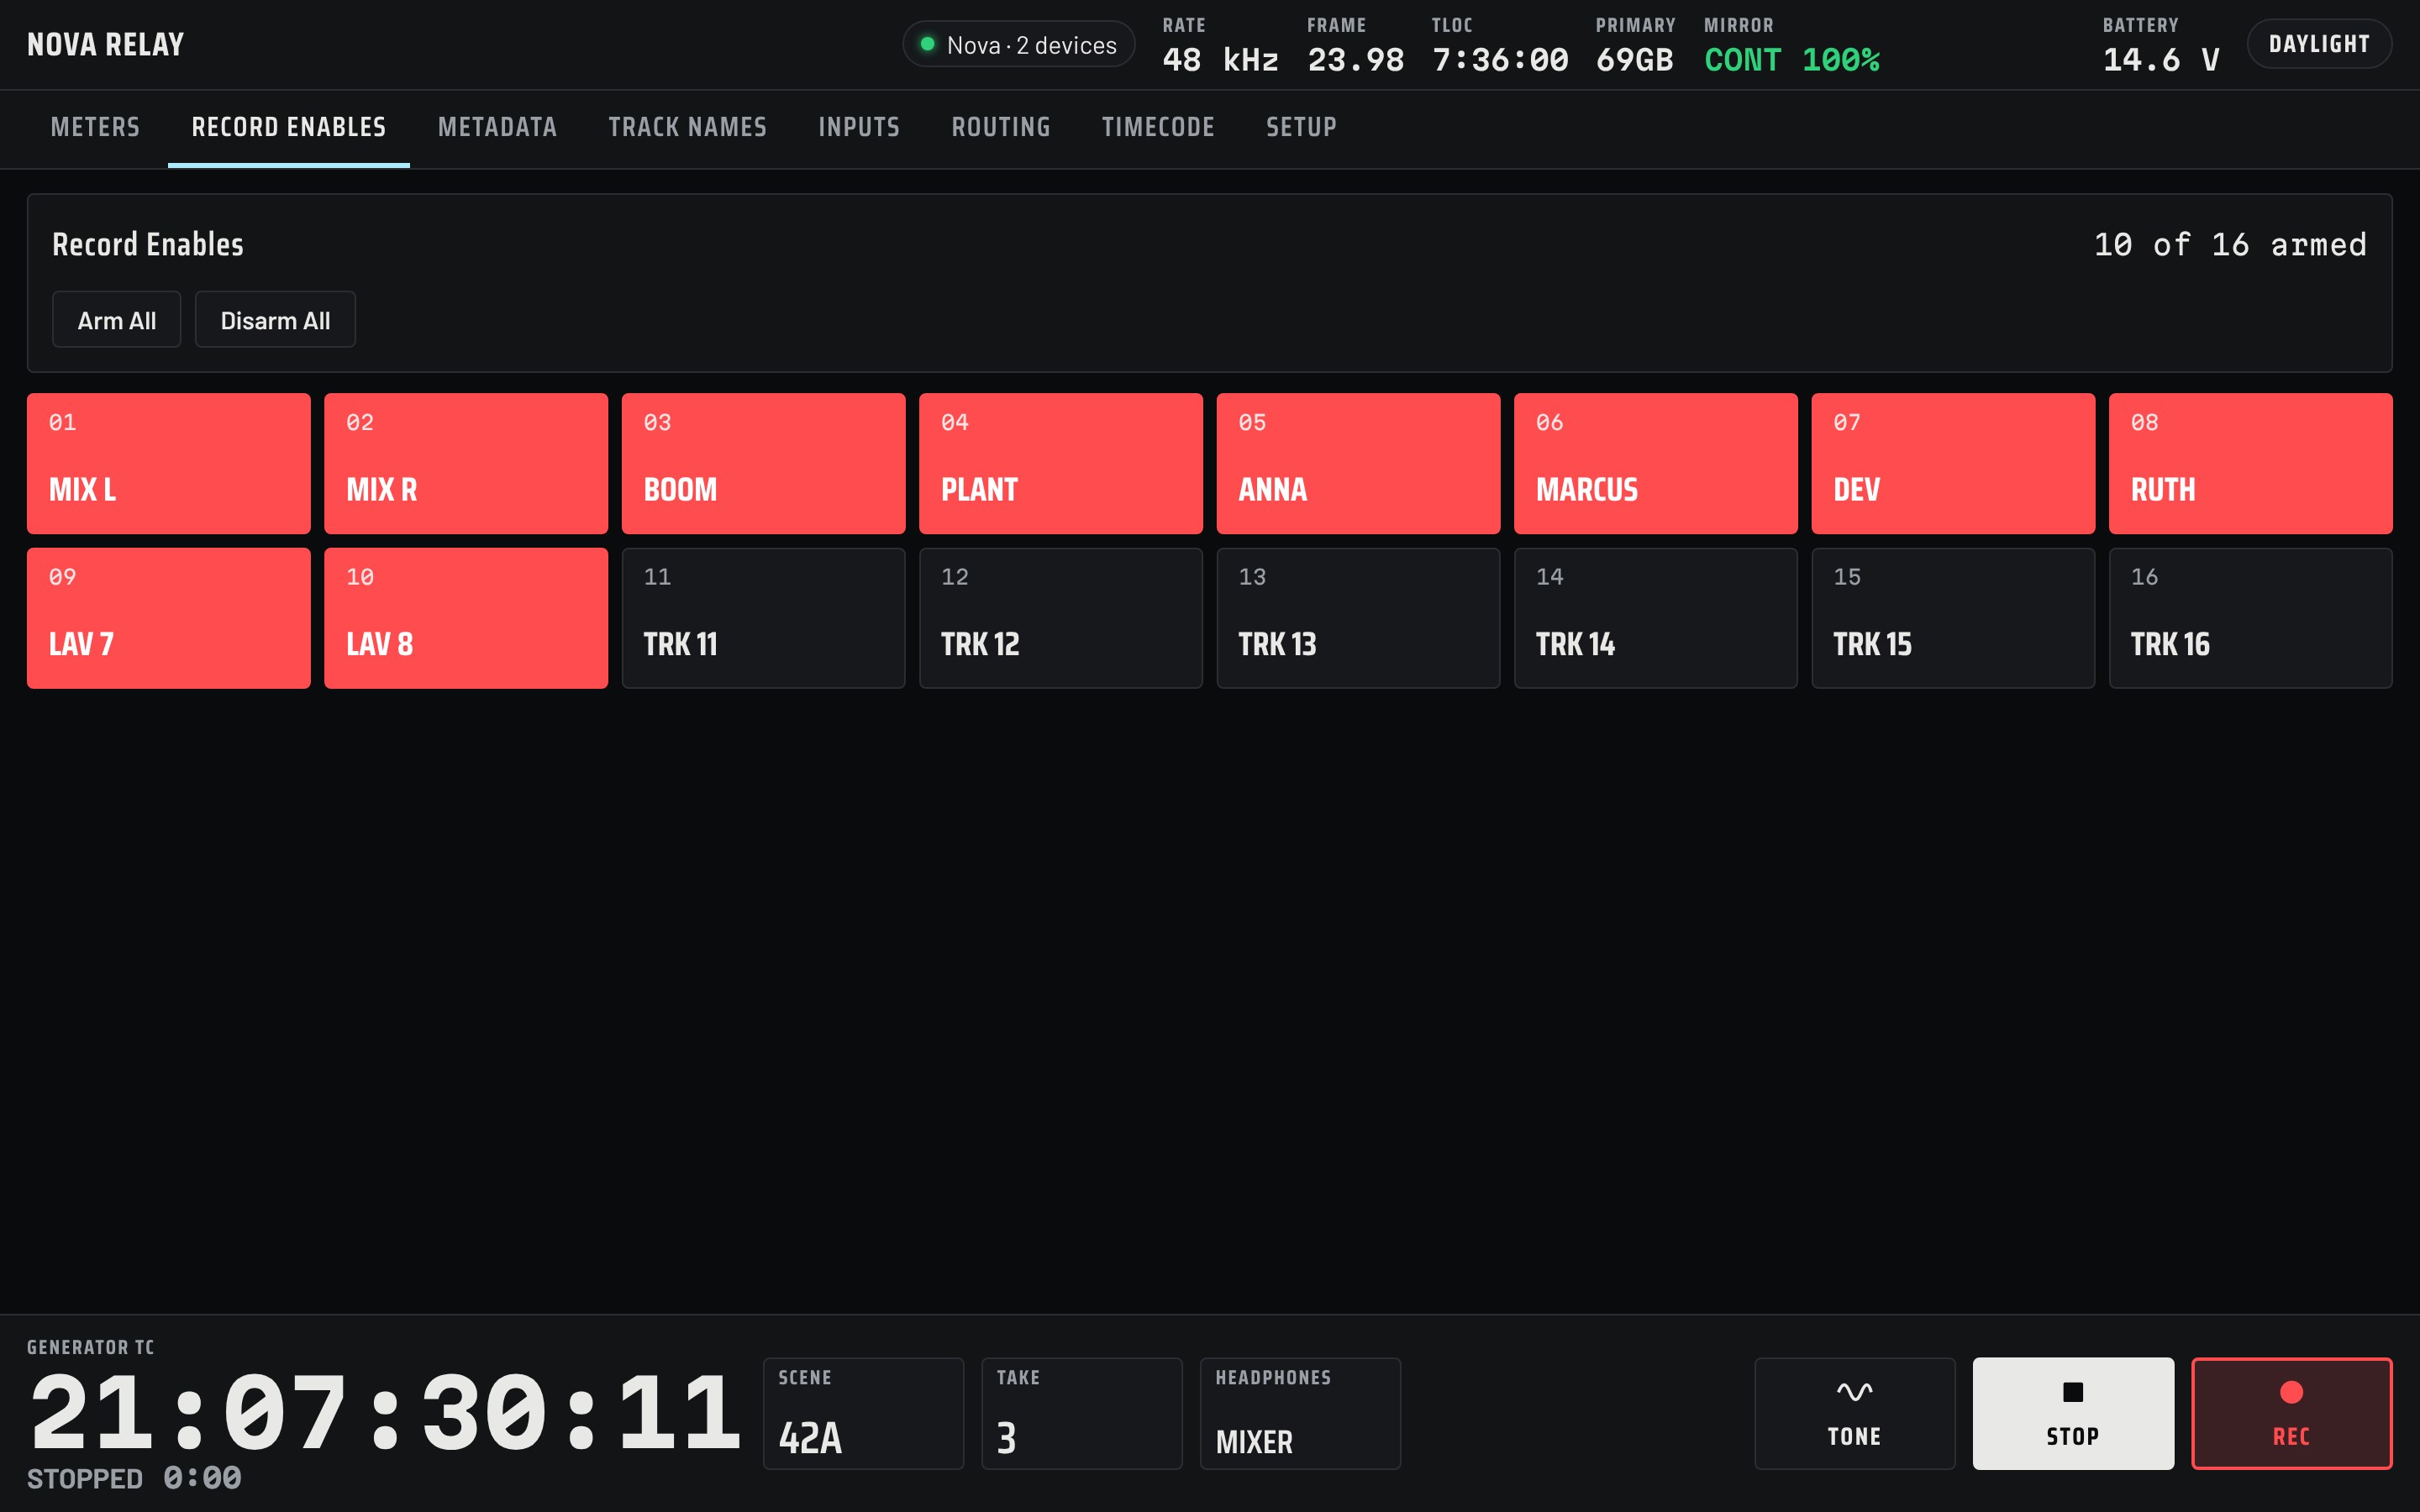 NOVA RELAY
Nova · 2 devices
RATE
48 kHz
FRAME
23.98
TLOC
7:36:00
PRIMARY
69GB
MIRROR
CONT 100%
BATTERY
14.6 V
DAYLIGHT
METERS
RECORD ENABLES
METADATA
TRACK NAMES
INPUTS
ROUTING
TIMECODE
SETUP
Record Enables
10 of 16 armed
Arm All
Disarm All
01
MIX L
02
MIX R
03
BOOM
04
PLANT
05
ANNA
06
MARCUS
07
DEV
08
RUTH
09
LAV 7
10
LAV 8
11
TRK 11
12
TRK 12
13
TRK 13
14
TRK 14
15
TRK 15
16
TRK 16
GENERATOR TC
21:07:30:11
STOPPED 0:00
SCENE
42A
TAKE
3
HEADPHONES
MIXER
TONE
STOP
REC